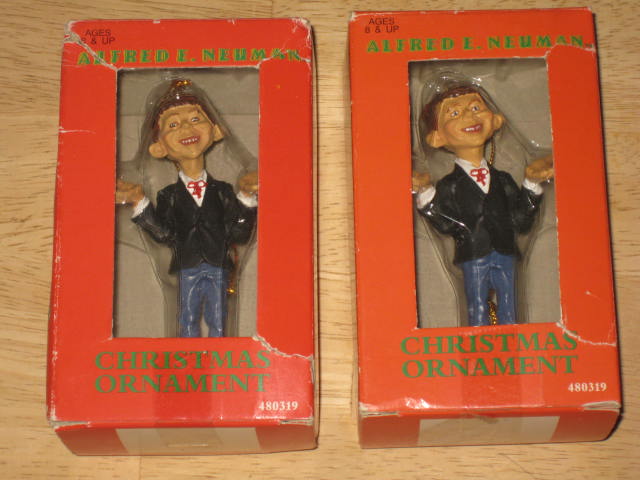 AGES
8 & UP
ALFRED E. NEUMAN
CHRISTMAS
ORNAMENT
480319
AGES
8 & UP
ALFRED E. NEUMAN
CHRISTMAS
ORNAMENT
480319